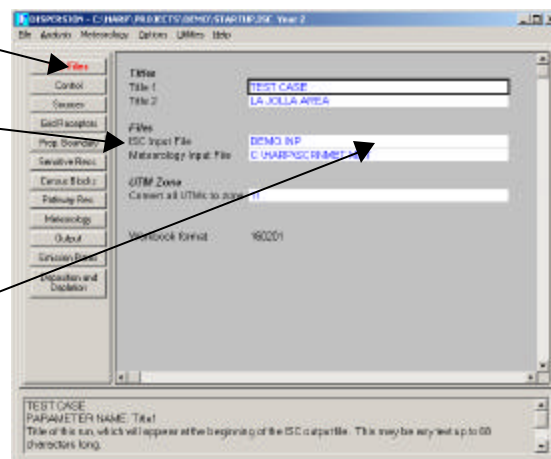 DISPERSION - C:\HARP\PROJECTS\DEMO\STARTUP.ISC Year 2
File Analysis Meteorology Options Utilities Help
Files
Control
Sources
Grid Receptors
Prop. Boundary
Sensitive Recs
Census Blocks
Pathway Rec
Meteorology
Output
Emission Rates
Deposition and
Depletion
Titles
Title 1 TEST CASE
Title 2 LA JOLLA AREA
Files
ISC Input File DEMO.INP
Meteorology Input File
UTM Zone
Convert all UTMs to zone 11
Workbook format 160201
TEST CASE
PARAMETER NAME: Title1
Title of this run, which will appear at the beginning of the ISC output file. This may be any text up to 68
characters long.